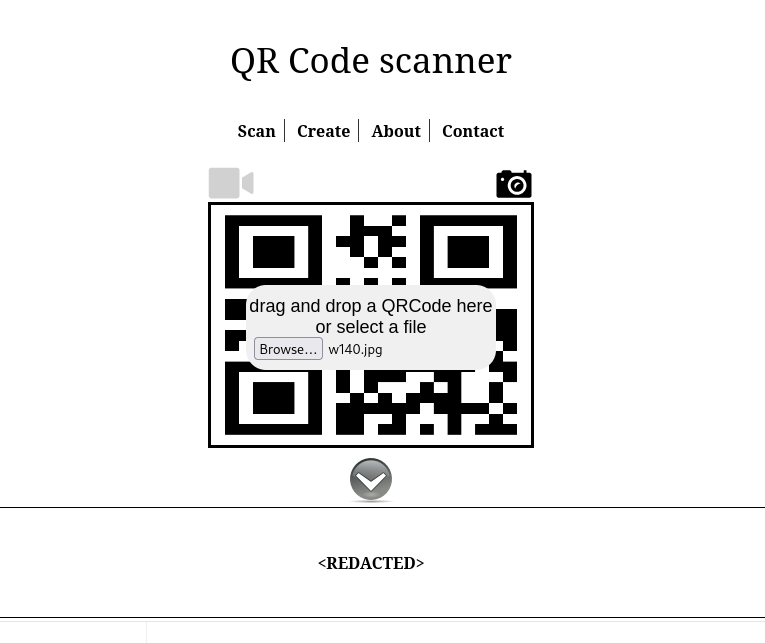 QR Code scanner
Scan Create About Contact
drag and drop a QRCode here
or select a file
Browse... w140.jpg
<REDACTED>